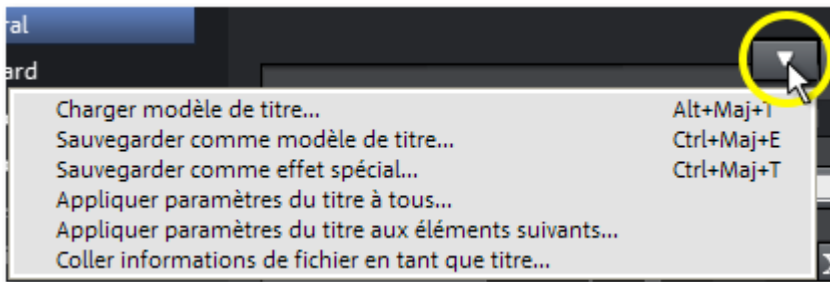 ral
ard
Charger modèle de titre... Alt+Maj+T
Sauvegarder comme modèle de titre... Ctrl+Maj+E
Sauvegarder comme effet spécial... Ctrl+Maj+T
Appliquer paramètres du titre à tous...
Appliquer paramètres du titre aux éléments suivants...
Coller informations de fichier en tant que titre...